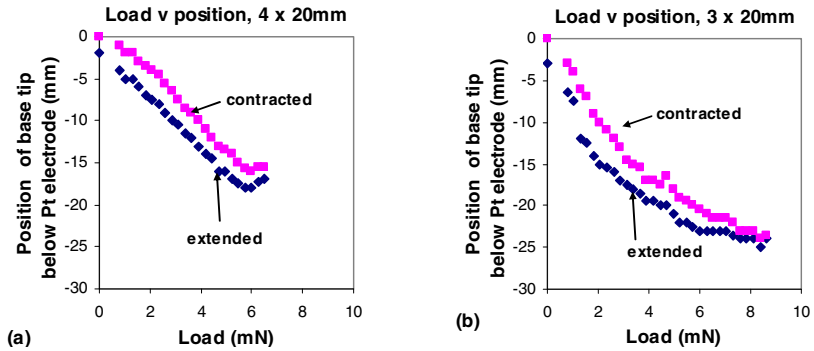 Load v position, 4 x 20mm
Position of base tip
below Pt electrode (mm)
0
-5
-10
-15
-20
-25
-30
contracted
extended
0 2 4 6 8 10
Load (mN)
(a)
Load v position, 3 x 20mm
Position of base tip
below Pt electrode (mm)
0
-5
-10
-15
-20
-25
-30
contracted
extended
0 2 4 6 8 10
Load (mN)
(b)